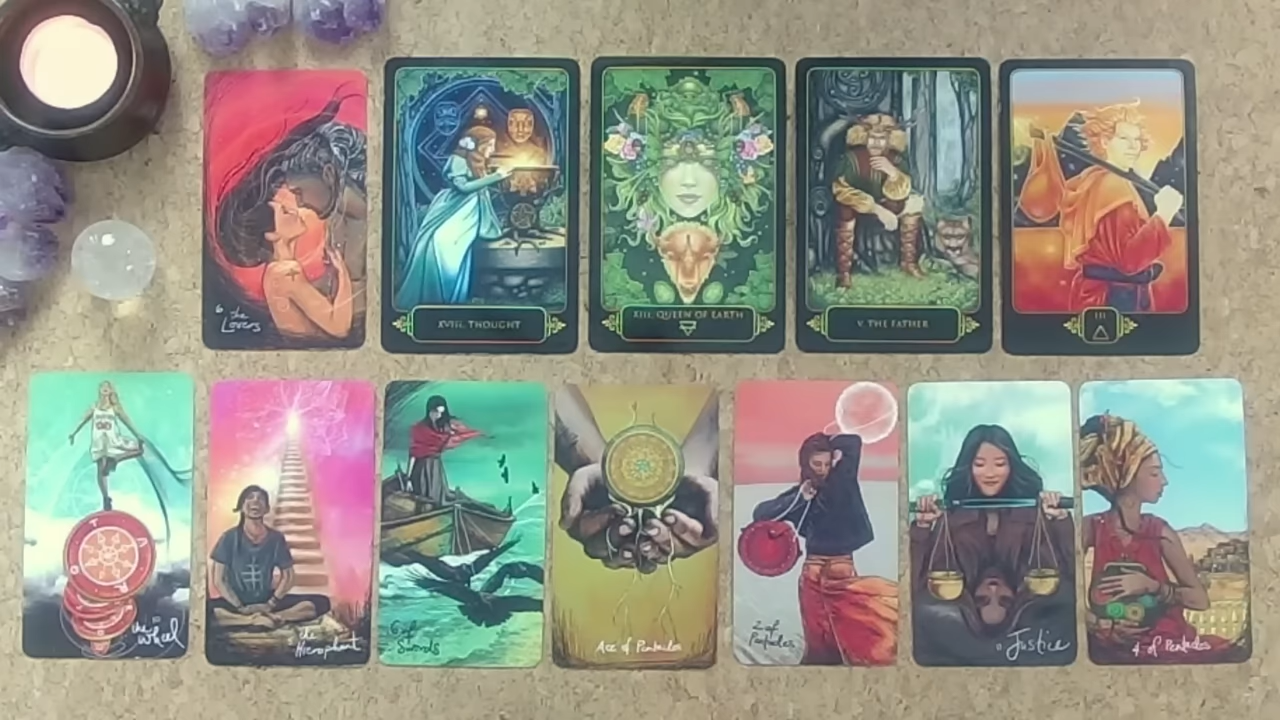 6 the
Lovers
XVIII. THOUGHT
XIII. QUEEN OF EARTH
V. THE FATHER
III
the
Wheel
the
Hierophant
6 of
Swords
Ace of Pentacles
2 of
Pentacles
11 Justice
4 of Pentacles